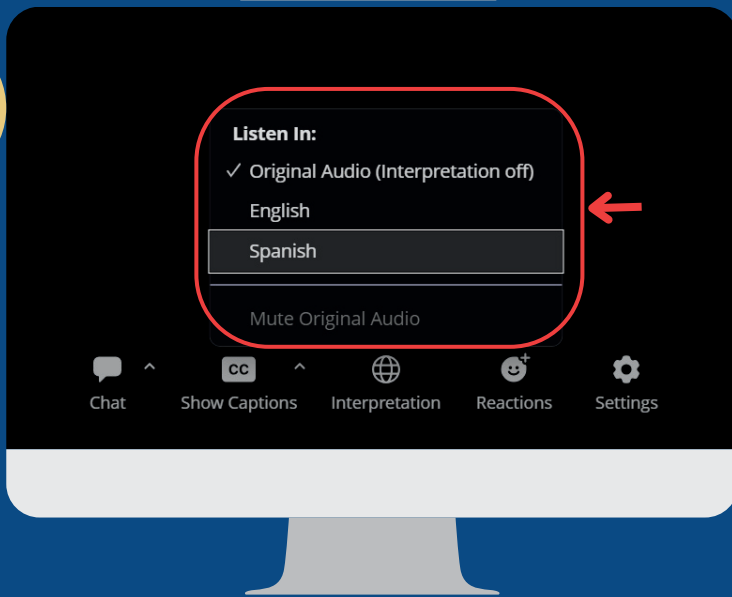 Listen In:
✓ Original Audio (Interpretation off)
English
Spanish
Mute Original Audio
CC
Chat
Show Captions
Interpretation
Reactions
Settings